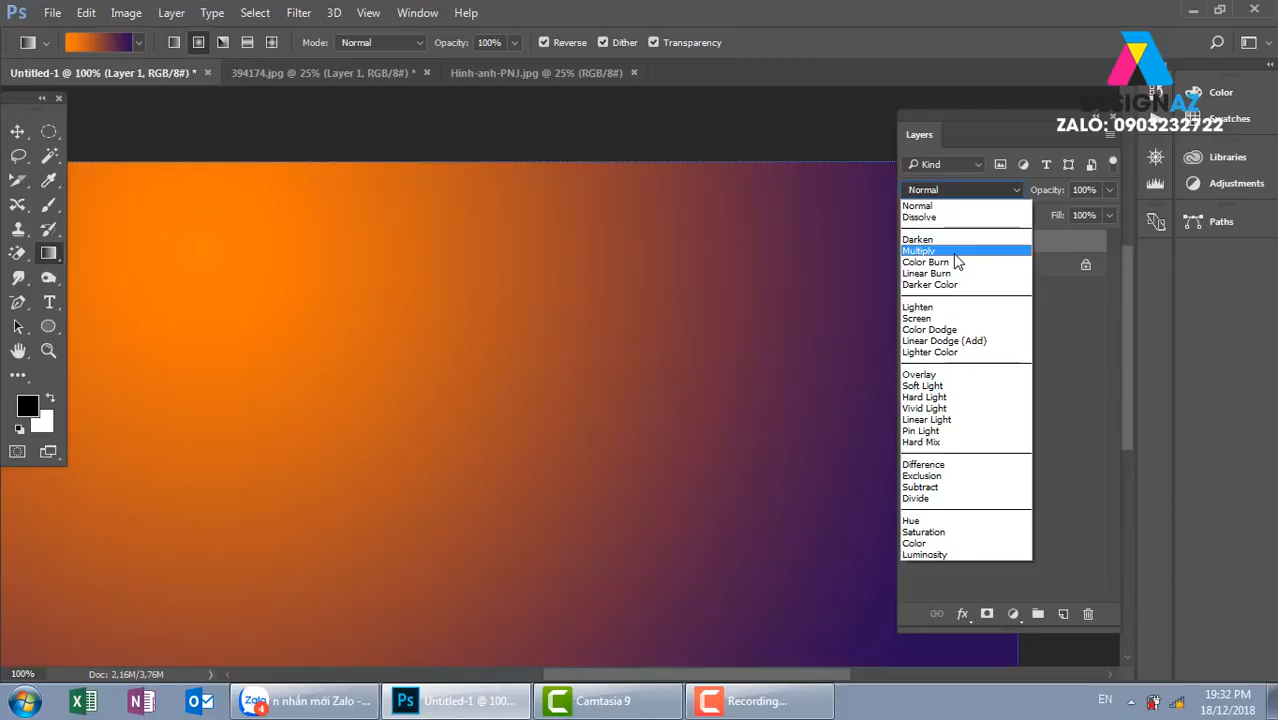 Ps File Edit Image Layer Type Select Filter 3D View Window Help
Mode: Normal Opacity: 100% Reverse Dither Transparency
Untitled-1 @ 100% (Layer 1, RGB/8#) * × 394174.jpg @ 25% (Layer 1, RGB/8#) * × Hinh-anh-PNJ.jpg @ 25% (RGB/8#) ×
DESIGNAZ
ZALO: 0903232722
Color
Swatches
Libraries
Adjustments
Paths
Layers
Kind
Normal Opacity: 100%
Fill: 100%
Normal
Dissolve
Darken
Multiply
Color Burn
Linear Burn
Darker Color
Lighten
Screen
Color Dodge
Linear Dodge (Add)
Lighter Color
Overlay
Soft Light
Hard Light
Vivid Light
Linear Light
Pin Light
Hard Mix
Difference
Exclusion
Subtract
Divide
Hue
Saturation
Color
Luminosity
fx
100% Doc: 2,16M/3,76M
Zalo 4 n nhắn mới Zalo -... Ps Untitled-1 @ 100... Camtasia 9 Recording...
EN 19:32 PM
18/12/2018